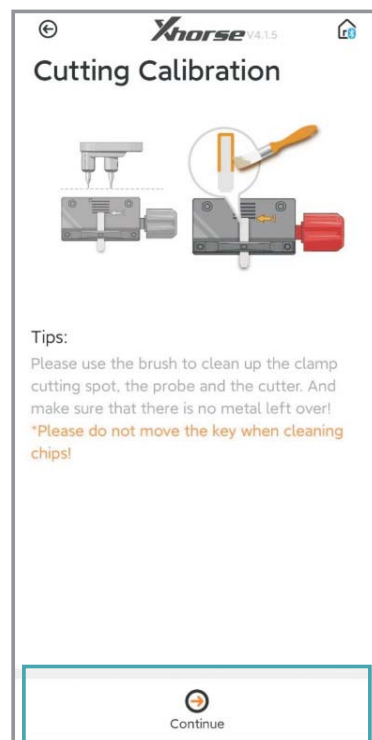 Xhorse V4.1.5
Cutting Calibration
Tips:
Please use the brush to clean up the clamp
cutting spot, the probe and the cutter. And
make sure that there is no metal left over!
*Please do not move the key when cleaning
chips!
Continue